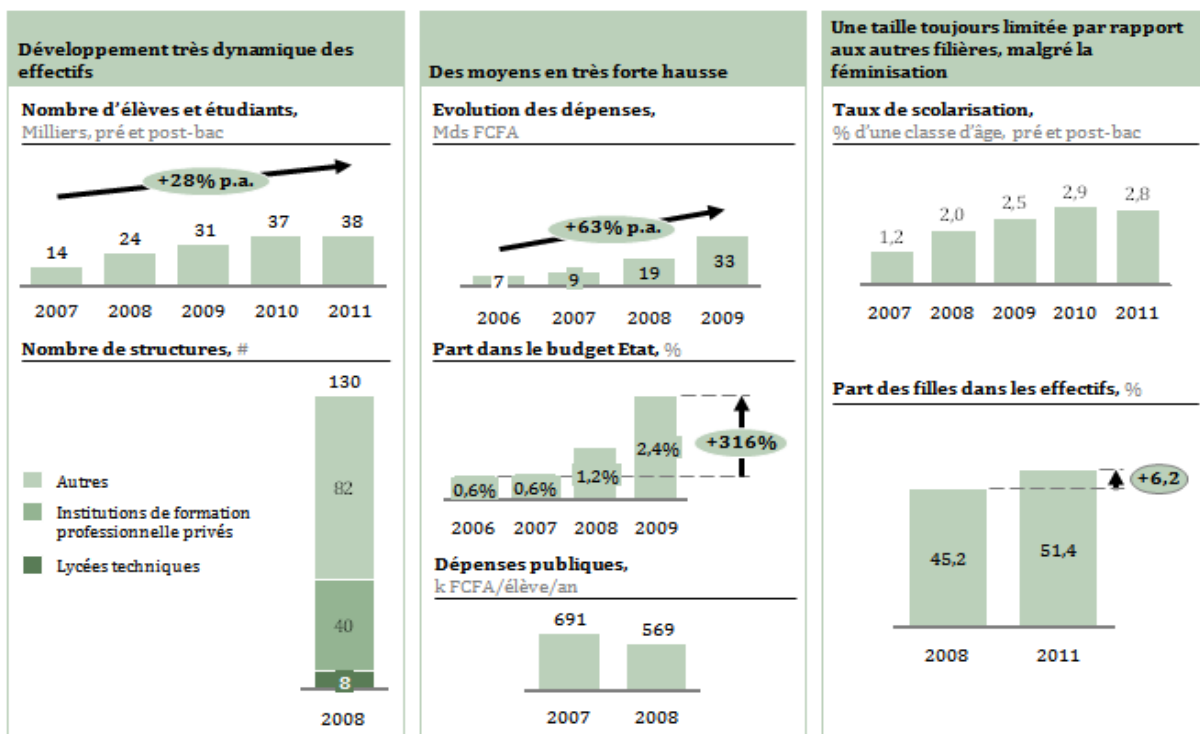 Développement très dynamique des
effectifs
Nombre d'élèves et étudiants,
Milliers, pré et post-bac
+28% p.a.
14
24
31
37
38
2007
2008
2009
2010
2011
Nombre de structures, #
130
82
40
8
2008
Autres
Institutions de formation
professionnelle privés
Lycées techniques
Des moyens en très forte hausse
Evolution des dépenses,
Mds FCFA
+63% p.a.
7
9
19
33
2006
2007
2008
2009
Part dans le budget Etat, %
+316%
0,6%
0,6%
1,2%
2,4%
2006
2007
2008
2009
Dépenses publiques,
k FCFA/élève/an
691
569
2007
2008
Une taille toujours limitée par rapport
aux autres filières, malgré la
féminisation
Taux de scolarisation,
% d'une classe d'âge, pré et post-bac
1,2
2,0
2,5
2,9
2,8
2007
2008
2009
2010
2011
Part des filles dans les effectifs, %
+6,2
45,2
51,4
2008
2011